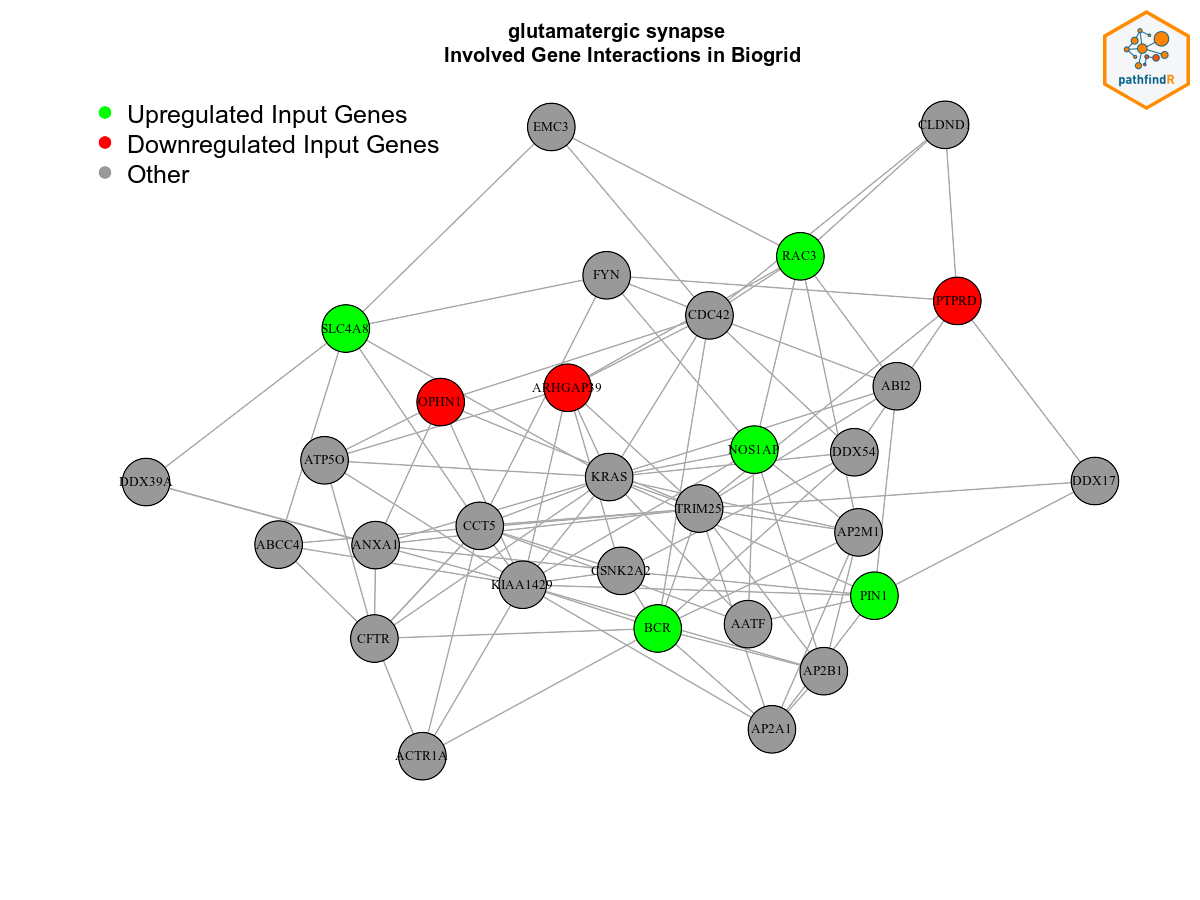 glutamatergic synapse
Involved Gene Interactions in Biogrid
pathfindR
Upregulated Input Genes
Downregulated Input Genes
Other
EMC3
CLDND1
RAC3
FYN
PTPRD
CDC42
SLC4A8
ABI2
ARHGAP39
OPHN1
NOS1AP
DDX54
ATP5O
KRAS
DDX39A
DDX17
TRIM25
CCT5
AP2M1
ABCC4
ANXA1
CSNK2A2
KIAA1429
PIN1
AATF
BCR
CFTR
AP2B1
AP2A1
ACTR1A